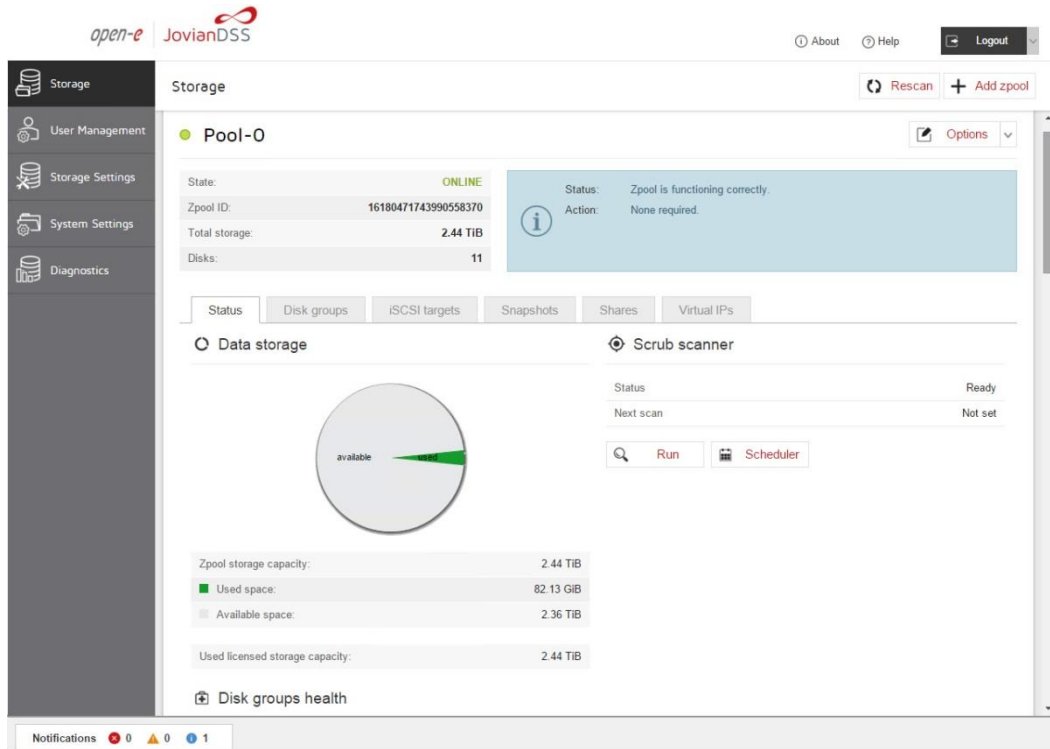 open-e JovianDSS
About Help Logout
Storage
User Management
Storage Settings
System Settings
Diagnostics
Storage
Rescan Add zpool
Pool-0
Options
State: ONLINE
Zpool ID: 16180471743990558370
Total storage: 2.44 TiB
Disks: 11
Status: Zpool is functioning correctly.
Action: None required.
Status Disk groups iSCSI targets Snapshots Shares Virtual IPs
Data storage
available used
Zpool storage capacity: 2.44 TiB
Used space: 82.13 GiB
Available space: 2.36 TiB
Used licensed storage capacity: 2.44 TiB
Disk groups health
Scrub scanner
Status Ready
Next scan Not set
Run Scheduler
Notifications 0 0 1